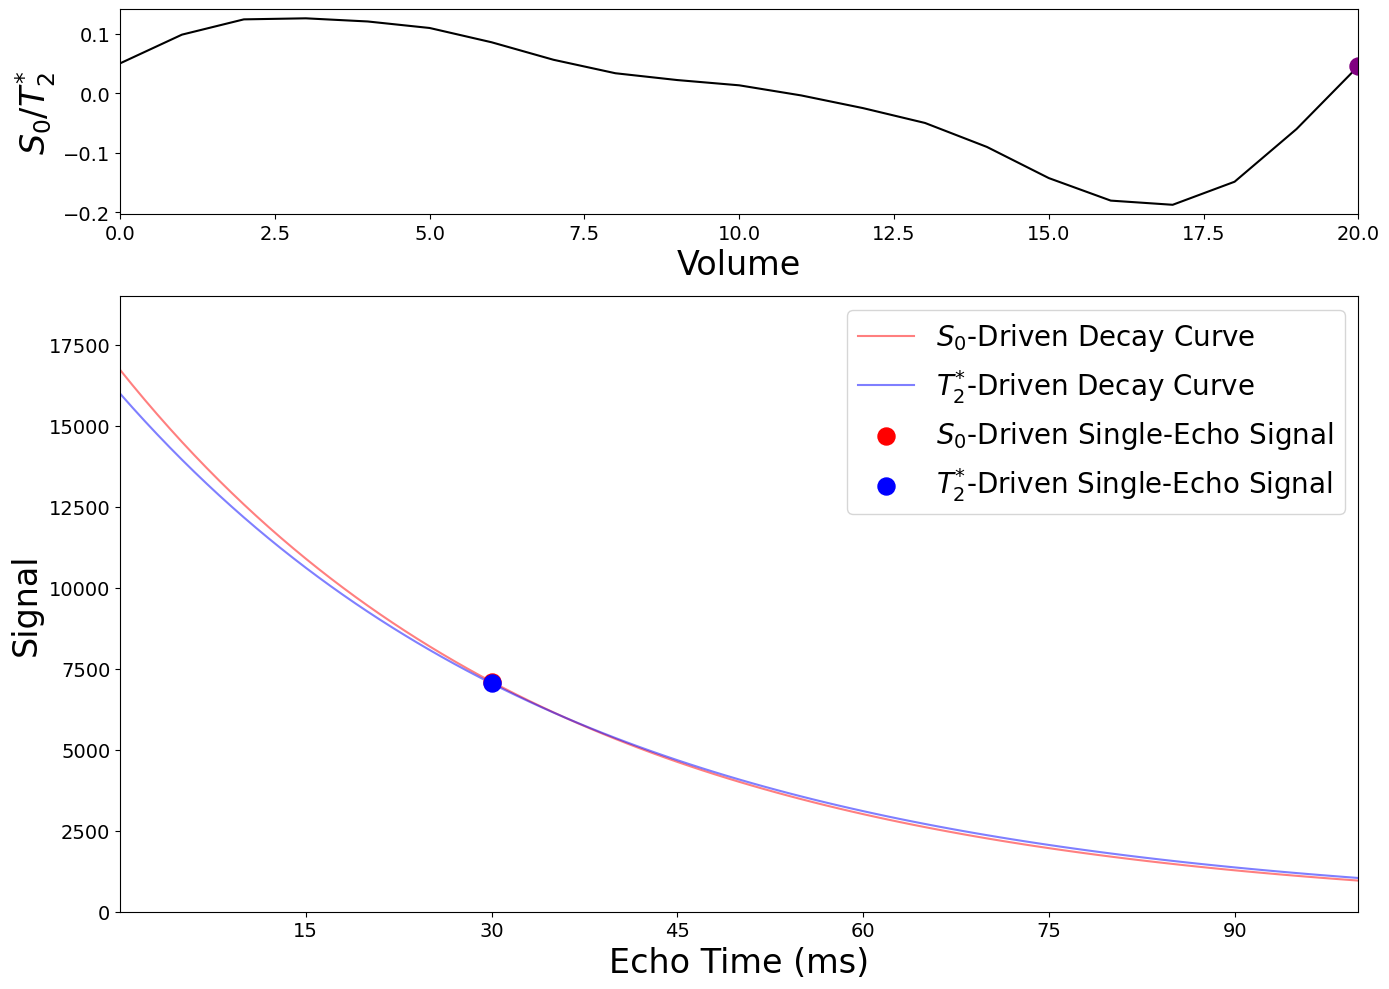 S₀/T₂*
0.1
0.0
−0.1
−0.2
0.0 2.5 5.0 7.5 10.0 12.5 15.0 17.5 20.0
Volume
Signal
17500
15000
12500
10000
7500
5000
2500
0
S₀-Driven Decay Curve
T₂*-Driven Decay Curve
S₀-Driven Single-Echo Signal
T₂*-Driven Single-Echo Signal
15 30 45 60 75 90
Echo Time (ms)